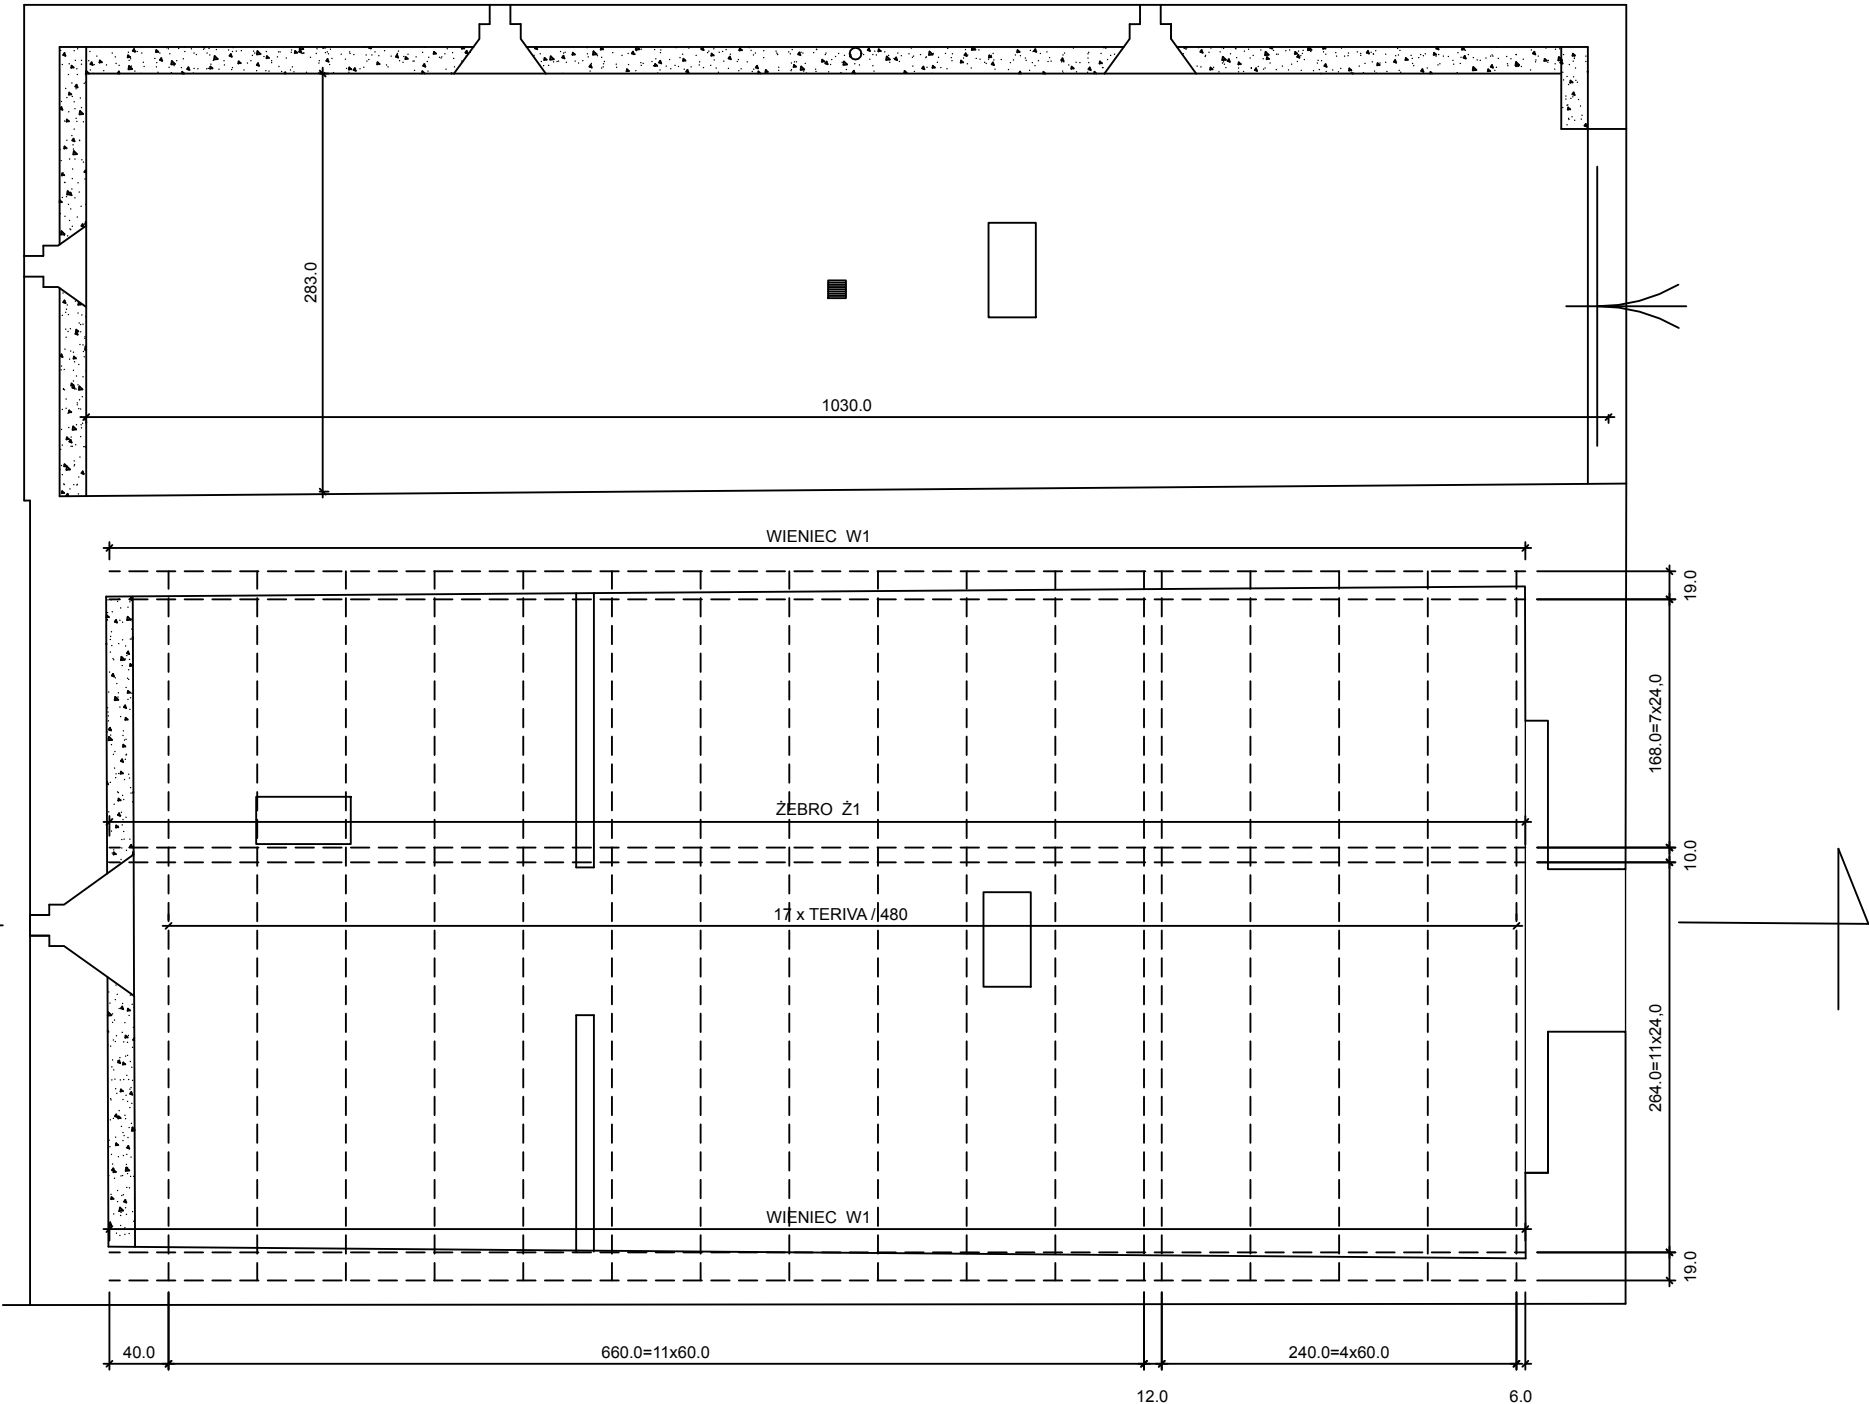 283.0
1030.0
WIENIEC W1
19.0
168.0=7x24,0
ŻEBRO Ż1
10.0
17 x TERIVA / 480
264.0=11x24,0
WIENIEC W1
19.0
40.0
660.0=11x60.0
240.0=4x60.0
12.0
6.0